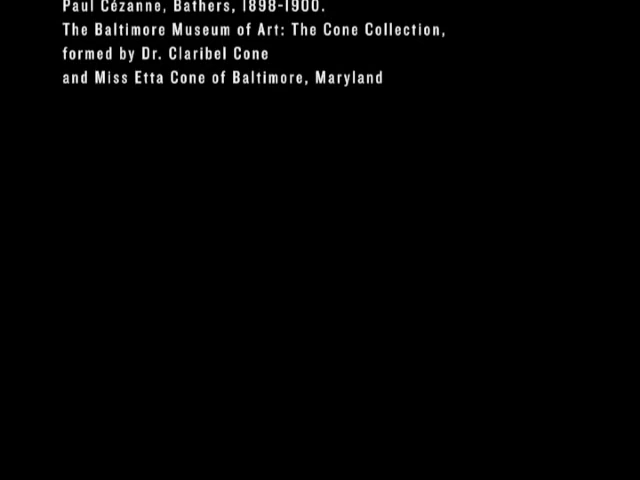 Paul Cézanne, Bathers, 1898-1900.
The Baltimore Museum of Art: The Cone Collection,
formed by Dr. Claribel Cone
and Miss Etta Cone of Baltimore, Maryland